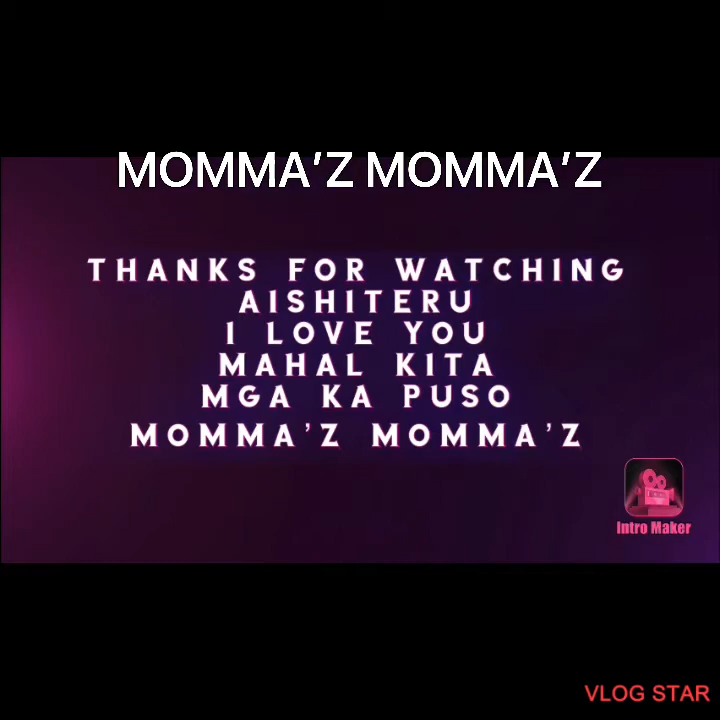 MOMMA'Z MOMMA'Z
THANKS FOR WATCHING
AISHITERU
I LOVE YOU
MAHAL KITA
MGA KA PUSO
MOMMA'Z MOMMA'Z
Intro Maker
VLOG STAR